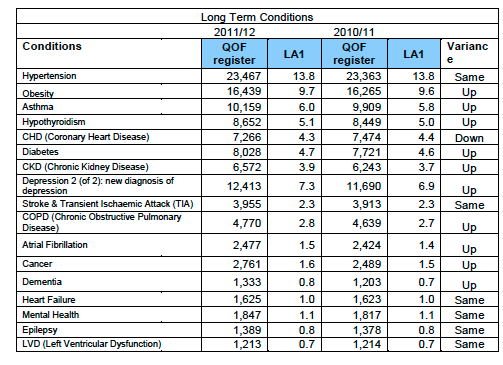 Long Term Conditions
2011/12 2010/11
Conditions QOF register LA1 QOF register LA1 Varianc e
Hypertension 23,467 13.8 23,363 13.8 Same
Obesity 16,439 9.7 16,265 9.6 Up
Asthma 10,159 6.0 9,909 5.8 Up
Hypothyroidism 8,652 5.1 8,449 5.0 Up
CHD (Coronary Heart Disease) 7,266 4.3 7,474 4.4 Down
Diabetes 8,028 4.7 7,721 4.6 Up
CKD (Chronic Kidney Disease) 6,572 3.9 6,243 3.7 Up
Depression 2 (of 2): new diagnosis of
depression 12,413 7.3 11,690 6.9 Up
Stroke & Transient Ischaemic Attack (TIA) 3,955 2.3 3,913 2.3 Same
COPD (Chronic Obstructive Pulmonary
Disease) 4,770 2.8 4,639 2.7 Up
Atrial Fibrillation 2,477 1.5 2,424 1.4 Up
Cancer 2,761 1.6 2,489 1.5 Up
Dementia 1,333 0.8 1,203 0.7 Up
Heart Failure 1,625 1.0 1,623 1.0 Same
Mental Health 1,847 1.1 1,817 1.1 Same
Epilepsy 1,389 0.8 1,378 0.8 Same
LVD (Left Ventricular Dysfunction) 1,213 0.7 1,214 0.7 Same